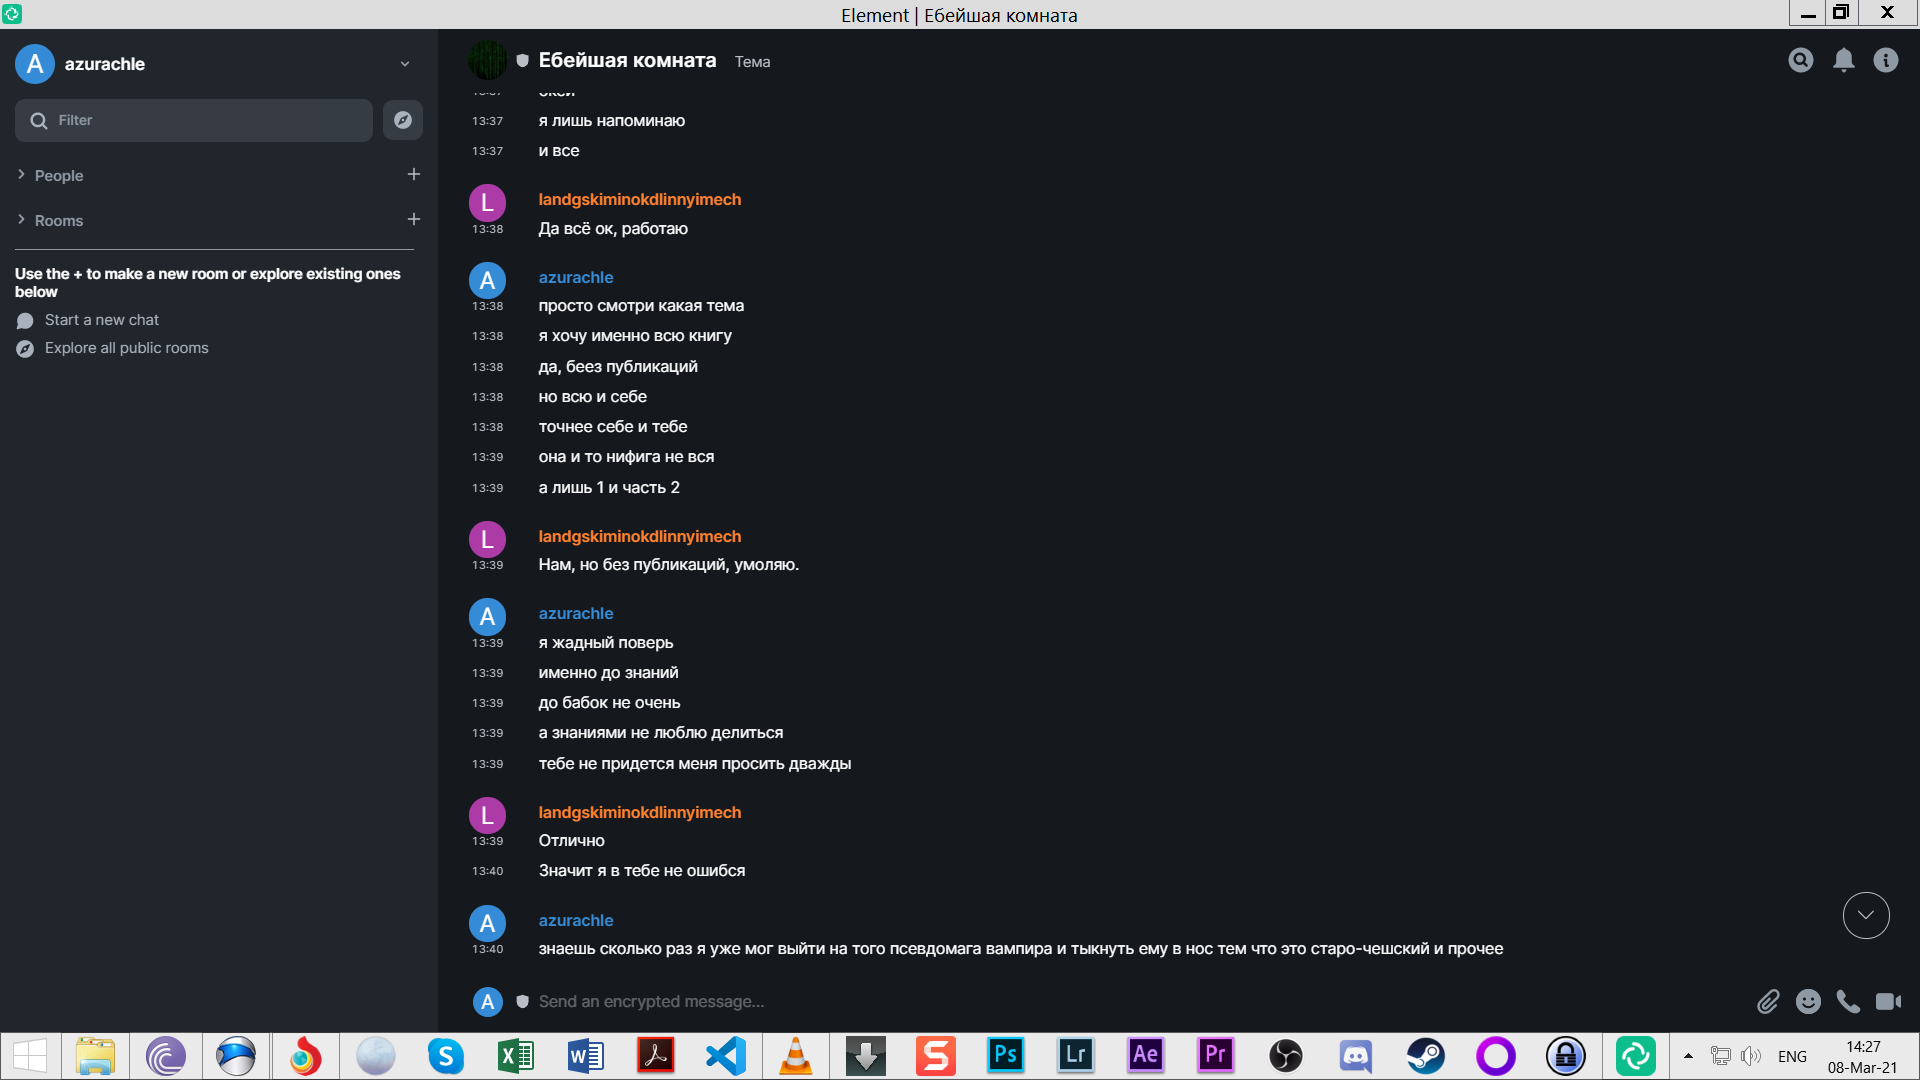 Element | Ебейшая комната
A azurachle
Filter
People
Rooms
Use the + to make a new room or explore existing ones
below
Start a new chat
Explore all public rooms
Ебейшая комната Тема
13:37 окей
13:37 я лишь напоминаю
13:37 и все
L landgskiminokdlinnyimech
13:38 Да всё ок, работаю
A azurachle
13:38 просто смотри какая тема
13:38 я хочу именно всю книгу
13:38 да, беез публикаций
13:38 но всю и себе
13:38 точнее себе и тебе
13:39 она и то нифига не вся
13:39 а лишь 1 и часть 2
L landgskiminokdlinnyimech
13:39 Нам, но без публикаций, умоляю.
A azurachle
13:39 я жадный поверь
13:39 именно до знаний
13:39 до бабок не очень
13:39 а знаниями не люблю делиться
13:39 тебе не придется меня просить дважды
L landgskiminokdlinnyimech
13:39 Отлично
13:40 Значит я в тебе не ошибся
A azurachle
13:40 знаешь сколько раз я уже мог выйти на того псевдомага вампира и тыкнуть ему в нос тем что это старо-чешский и прочее
A Send an encrypted message...
Ps Lr Ae Pr
ENG
14:27
08-Mar-21